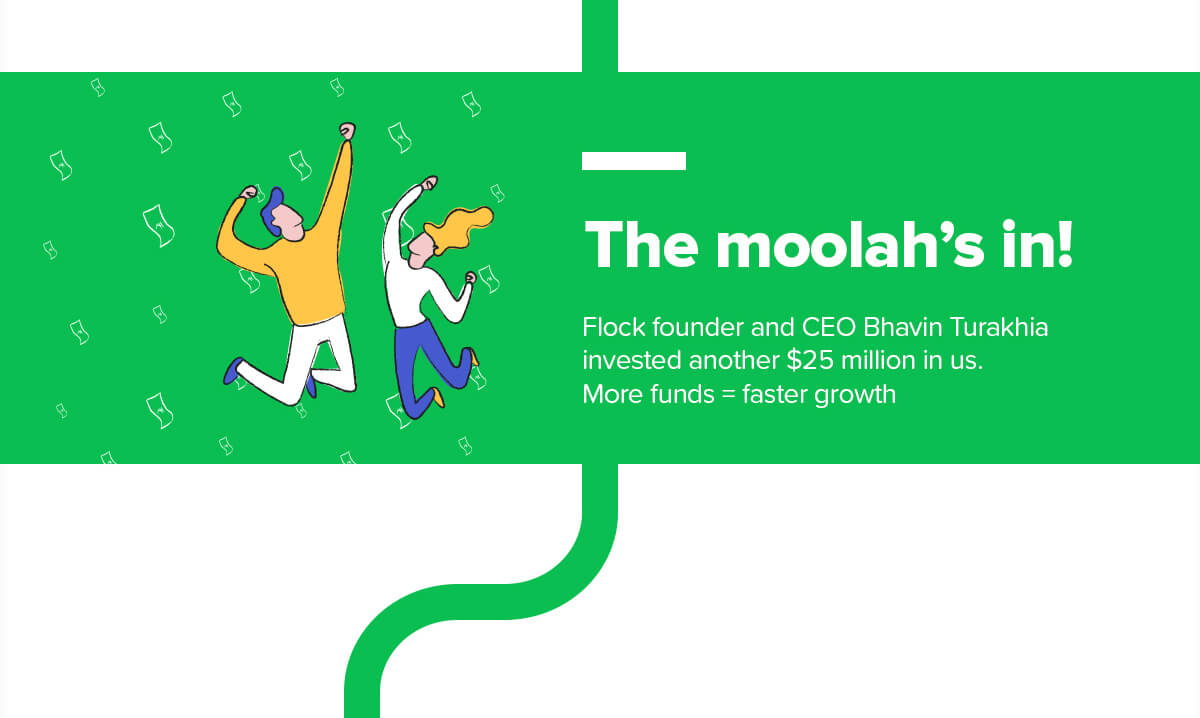 The moolah’s in!
Flock founder and CEO Bhavin Turakhia
invested another $25 million in us.
More funds = faster growth